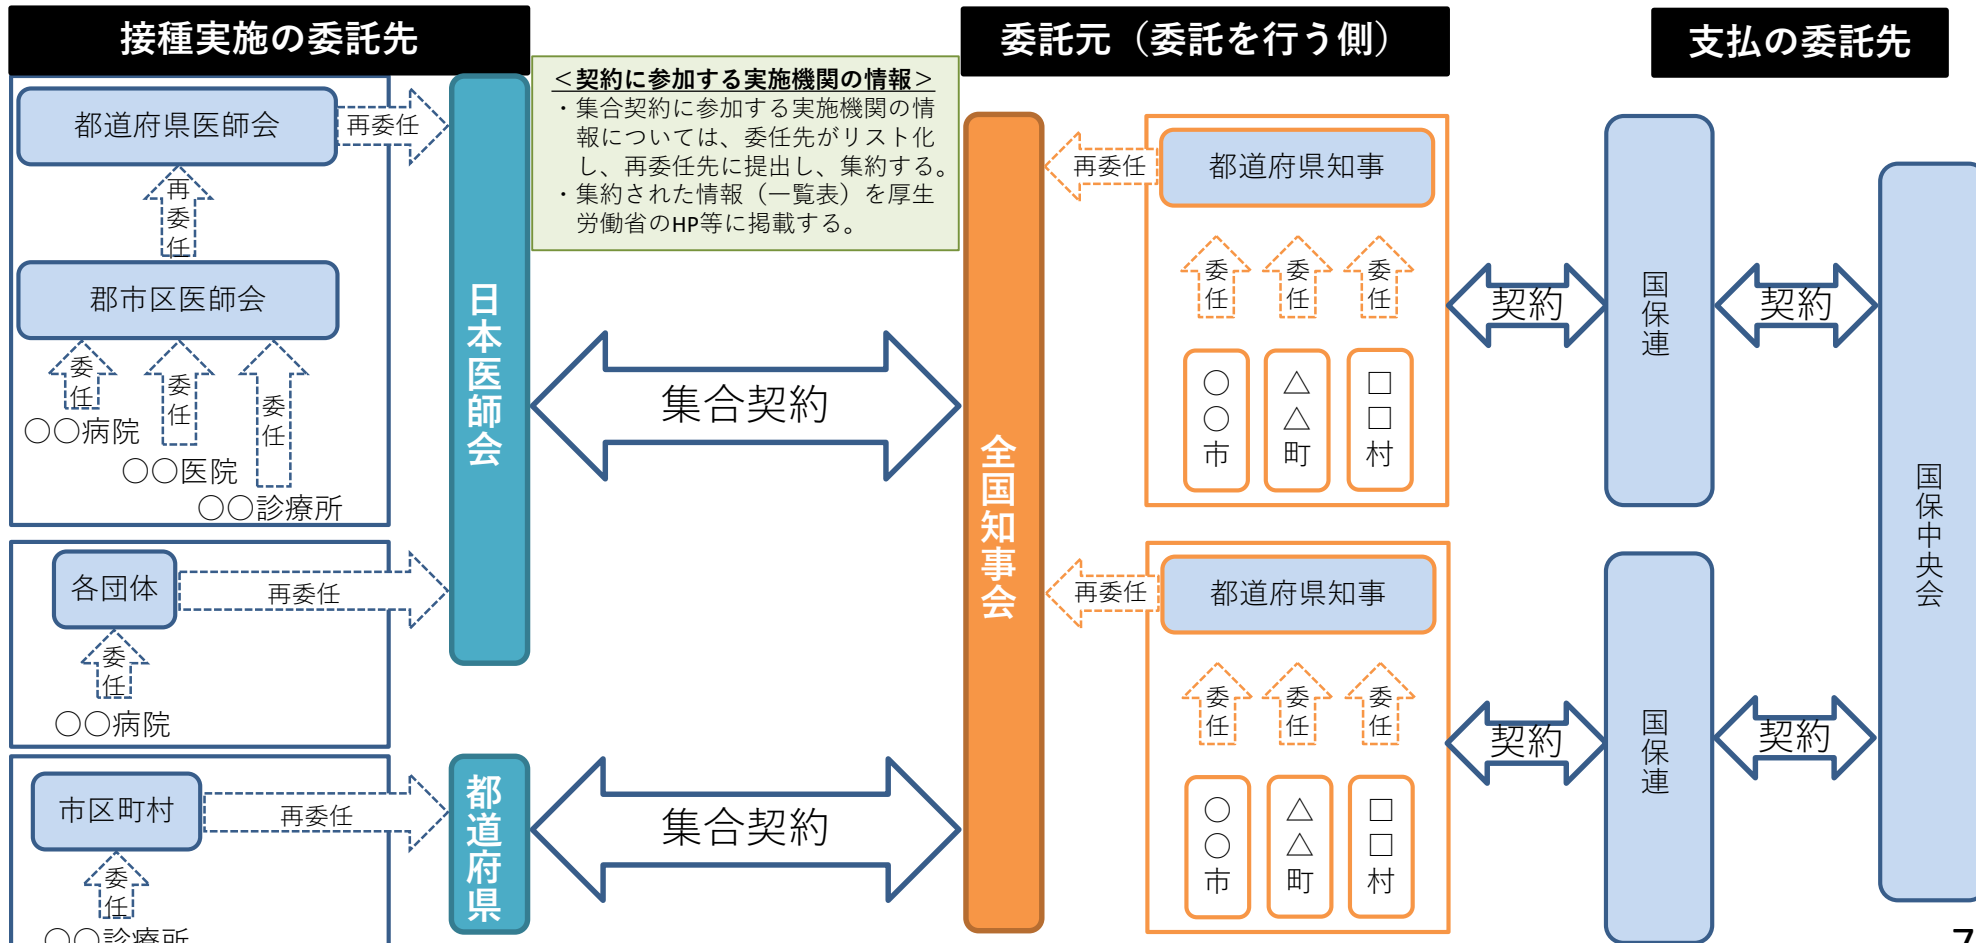 接種実施の委託先
委託元（委託を行う側）
支払の委託先
＜契約に参加する実施機関の情報＞
・集合契約に参加する実施機関の情
報については、委任先がリスト化
し、再委任先に提出し、集約する。
・集約された情報（一覧表）を厚生
労働省のHP等に掲載する。
都道府県医師会
再委任
再委任
郡市区医師会
委任
委任
委任
〇〇病院
〇〇医院
〇〇診療所
各団体
再委任
委任
〇〇病院
市区町村
再委任
委任
〇〇診療所
日本医師会
都道府県
集合契約
集合契約
全国知事会
再委任
都道府県知事
委任
委任
委任
〇〇市
△△町
□□村
再委任
都道府県知事
委任
委任
委任
〇〇市
△△町
□□村
契約
国保連
契約
契約
国保連
契約
国保中央会
7